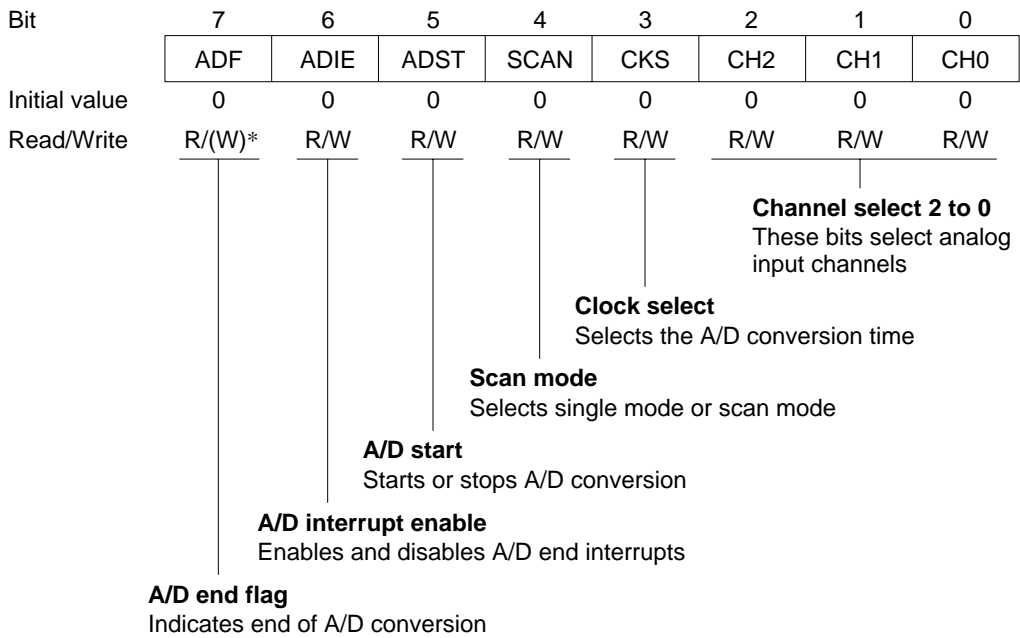 Bit 7 6 5 4 3 2 1 0
ADF ADIE ADST SCAN CKS CH2 CH1 CH0
Initial value 0 0 0 0 0 0 0 0
Read/Write R/(W)* R/W R/W R/W R/W R/W R/W R/W
Channel select 2 to 0
These bits select analog
input channels
Clock select
Selects the A/D conversion time
Scan mode
Selects single mode or scan mode
A/D start
Starts or stops A/D conversion
A/D interrupt enable
Enables and disables A/D end interrupts
A/D end flag
Indicates end of A/D conversion